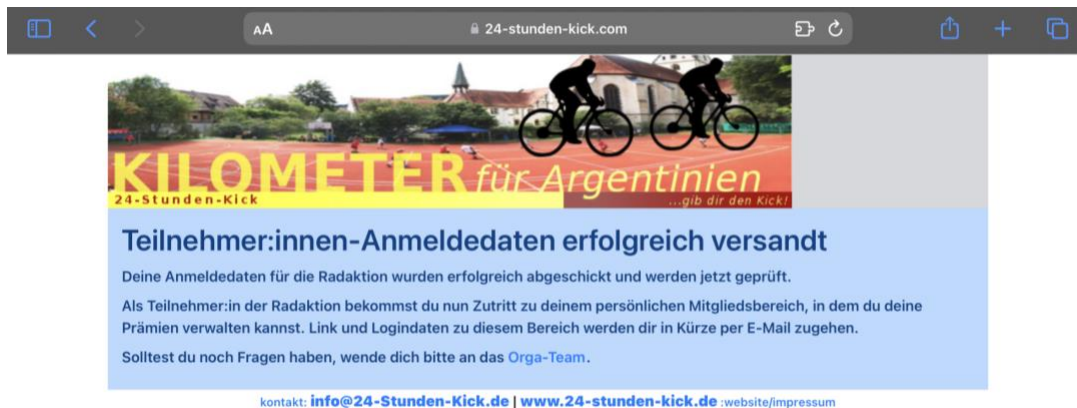 AA
24-stunden-kick.com
KILOMETER für Argentinien
24-Stunden-Kick
...gib dir den Kick!
Teilnehmer:innen-Anmeldedaten erfolgreich versandt
Deine Anmeldedaten für die Radaktion wurden erfolgreich abgeschickt und werden jetzt geprüft.
Als Teilnehmer:in der Radaktion bekommst du nun Zutritt zu deinem persönlichen Mitgliedsbereich, in dem du deine
Prämien verwalten kannst. Link und Logindaten zu diesem Bereich werden dir in Kürze per E-Mail zugehen.
Solltest du noch Fragen haben, wende dich bitte an das Orga-Team.
kontakt: info@24-Stunden-Kick.de | www.24-stunden-kick.de :website/impressum